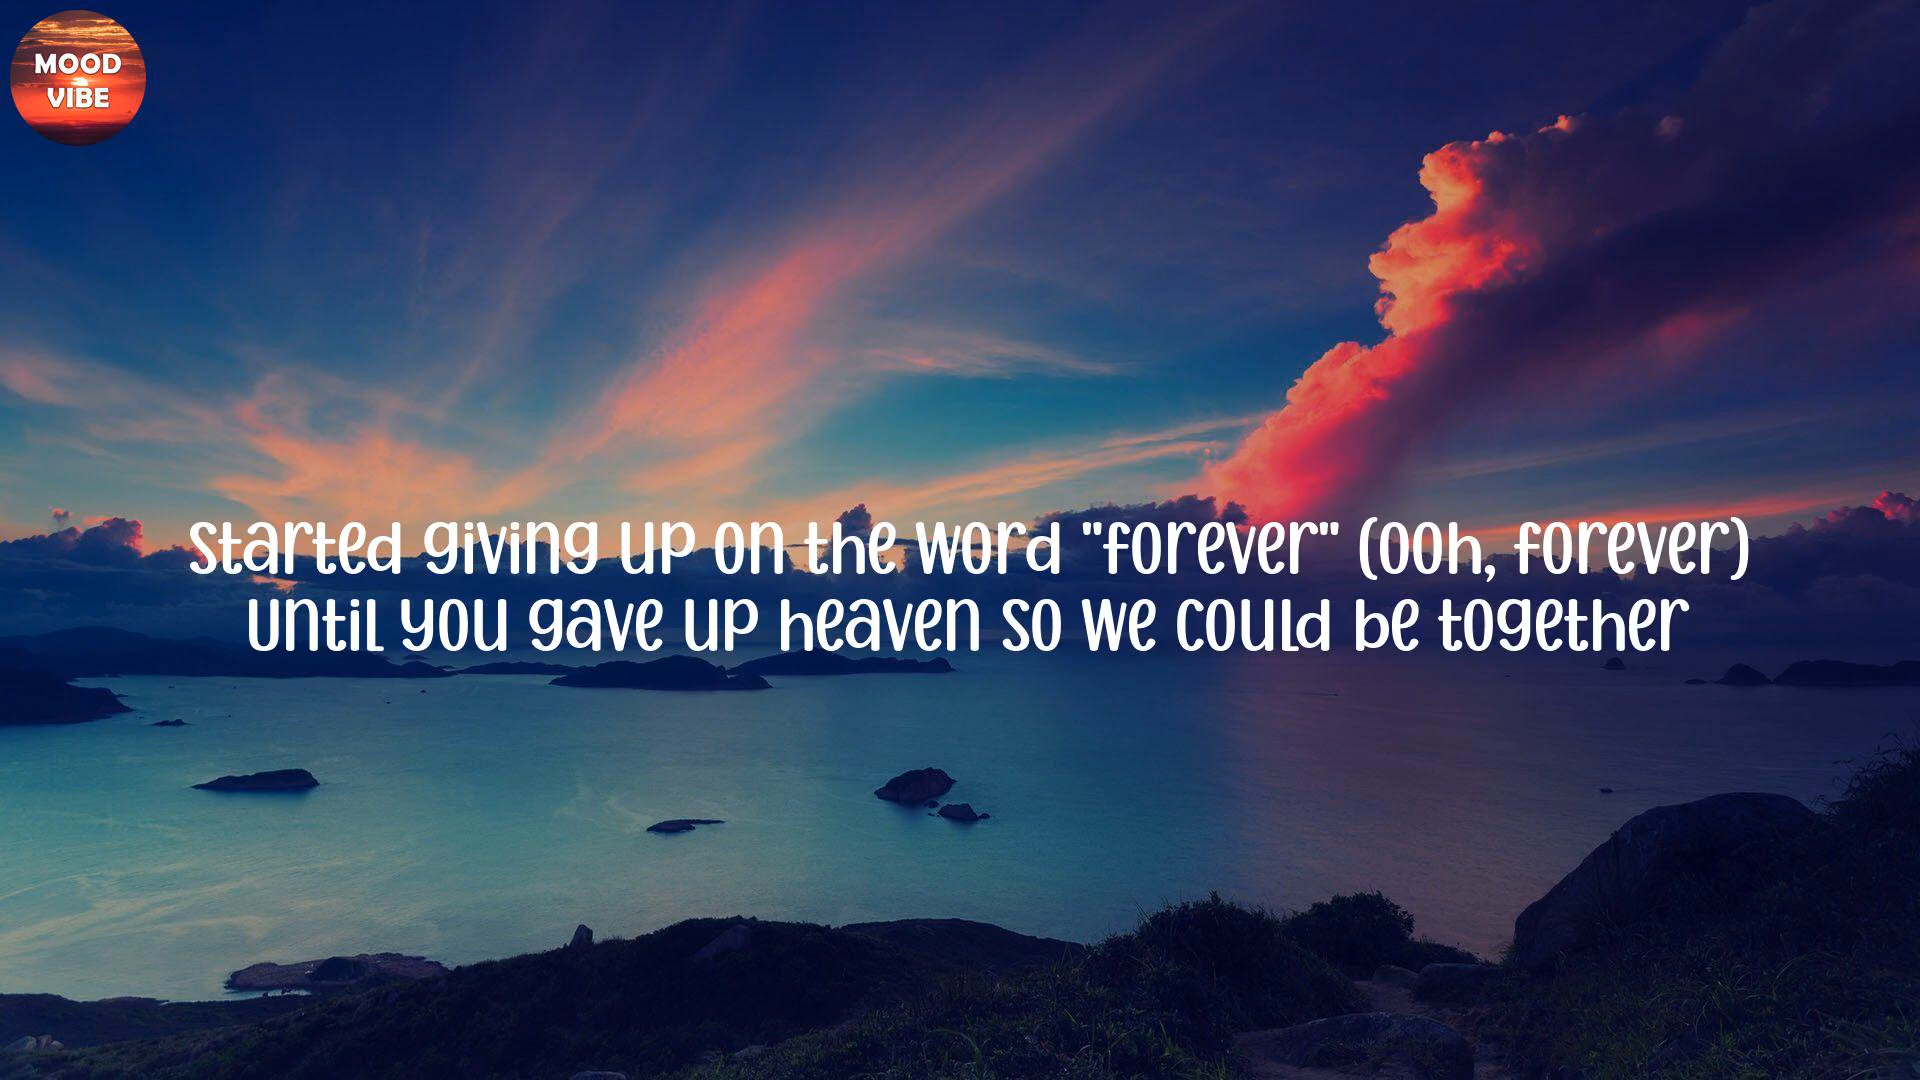 MOOD
VIBE
Started giving up on the word "forever" (Ooh, forever)
Until you gave up heaven so we could be together